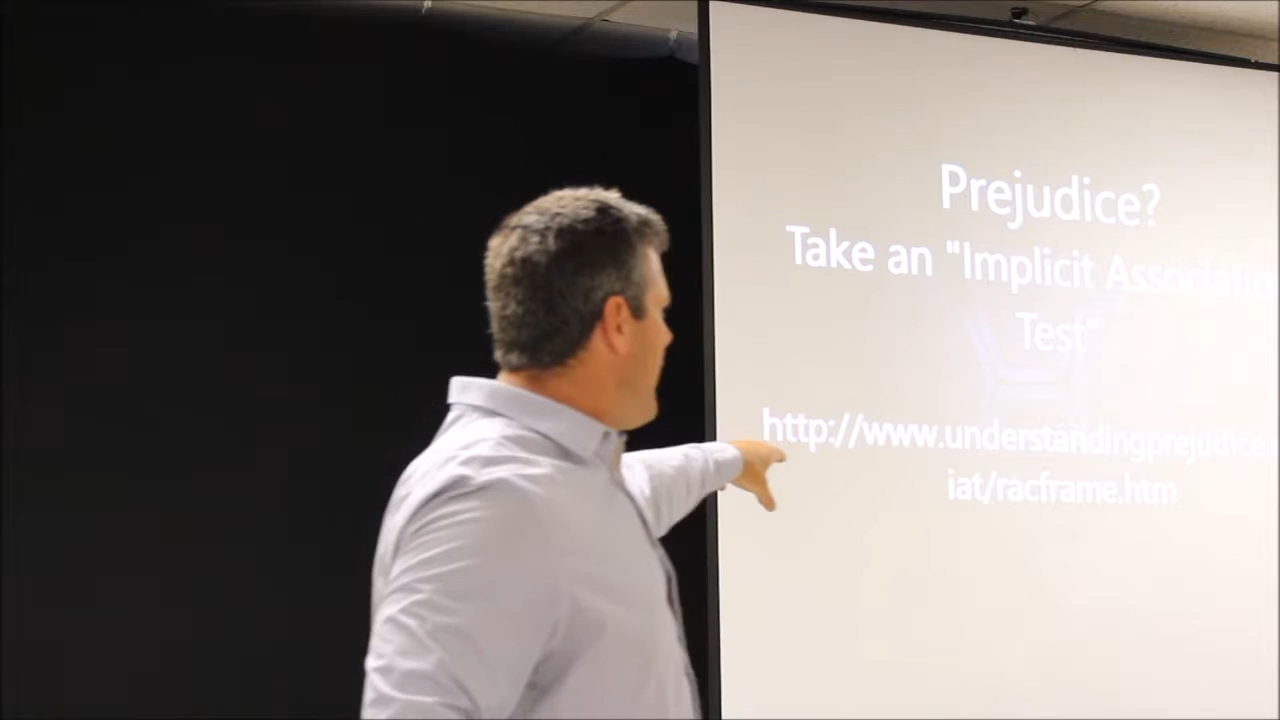 Prejudice?
Take an "Implicit Associatio
Test"
http://www.understandingprejudice.
iat/racframe.htm